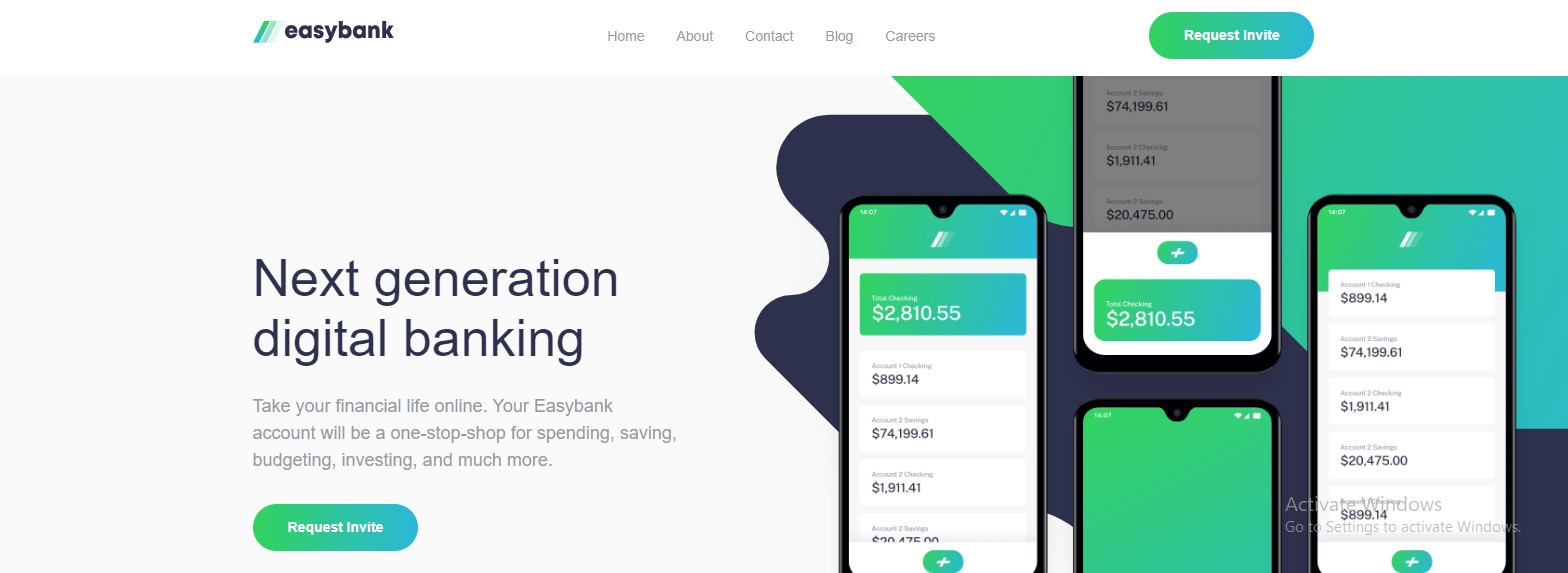 easybank
Home
About
Contact
Blog
Careers
Request Invite
Next generation
digital banking
Take your financial life online. Your Easybank
account will be a one-stop-shop for spending, saving,
budgeting, investing, and much more.
Request Invite
14:07
Total Checking
$2,810.55
Account 1 Checking
$899.14
Account 2 Savings
$74,199.61
Account 2 Checking
$1,911.41
Account 2 Savings
$20,475.00
Account 2 Savings
$74,199.61
Account 2 Checking
$1,911.41
Account 2 Savings
$20,475.00
Total Checking
$2,810.55
14:07
14:07
Account 1 Checking
$899.14
Account 2 Savings
$74,199.61
Account 2 Checking
$1,911.41
Account 2 Savings
$20,475.00
Account 1 Checking
$899.14
Activate Windows
Go to Settings to activate Windows.